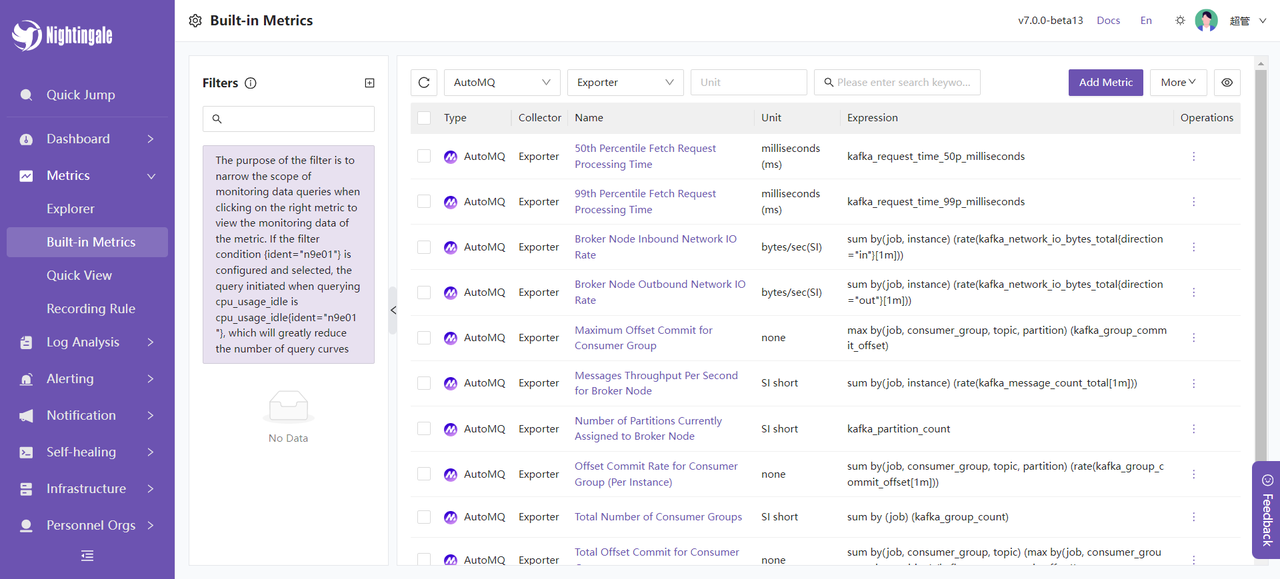 Nightingale
Quick Jump
Dashboard
Metrics
Explorer
Built-in Metrics
Quick View
Recording Rule
Log Analysis
Alerting
Notification
Self-healing
Infrastructure
Personnel Orgs
Built-in Metrics
v7.0.0-beta13 Docs En 超管
Filters
The purpose of the filter is to
narrow the scope of
monitoring data queries when
clicking on the right metric to
view the monitoring data of
the metric. If the filter
condition {ident="n9e01"} is
configured and selected, the
query initiated when querying
cpu_usage_idle is
cpu_usage_idle{ident="n9e01
"}, which will greatly reduce
the number of query curves
No Data
AutoMQ Exporter Unit Please enter search keywo... Add Metric More
Type Collector Name Unit Expression Operations
AutoMQ Exporter 50th Percentile Fetch Request
Processing Time
milliseconds
(ms)
kafka_request_time_50p_milliseconds
AutoMQ Exporter 99th Percentile Fetch Request
Processing Time
milliseconds
(ms)
kafka_request_time_99p_milliseconds
AutoMQ Exporter Broker Node Inbound Network IO
Rate
bytes/sec(SI)
sum by(job, instance) (rate(kafka_network_io_bytes_total{direction
="in"}[1m]))
AutoMQ Exporter Broker Node Outbound Network IO
Rate
bytes/sec(SI)
sum by(job, instance) (rate(kafka_network_io_bytes_total{direction
="out"}[1m]))
AutoMQ Exporter Maximum Offset Commit for
Consumer Group
none
max by(job, consumer_group, topic, partition) (kafka_group_comm
it_offset)
AutoMQ Exporter Messages Throughput Per Second
for Broker Node
SI short
sum by(job, instance) (rate(kafka_message_count_total[1m]))
AutoMQ Exporter Number of Partitions Currently
Assigned to Broker Node
SI short
kafka_partition_count
AutoMQ Exporter Offset Commit Rate for Consumer
Group (Per Instance)
none
sum by(job, consumer_group, topic, partition) (rate(kafka_group_c
ommit_offset[1m]))
AutoMQ Exporter Total Number of Consumer Groups SI short sum by (job) (kafka_group_count)
AutoMQ Exporter Total Offset Commit for Consumer
none
sum by(job, consumer_group, topic) (max by(job, consumer_grou
Feedback